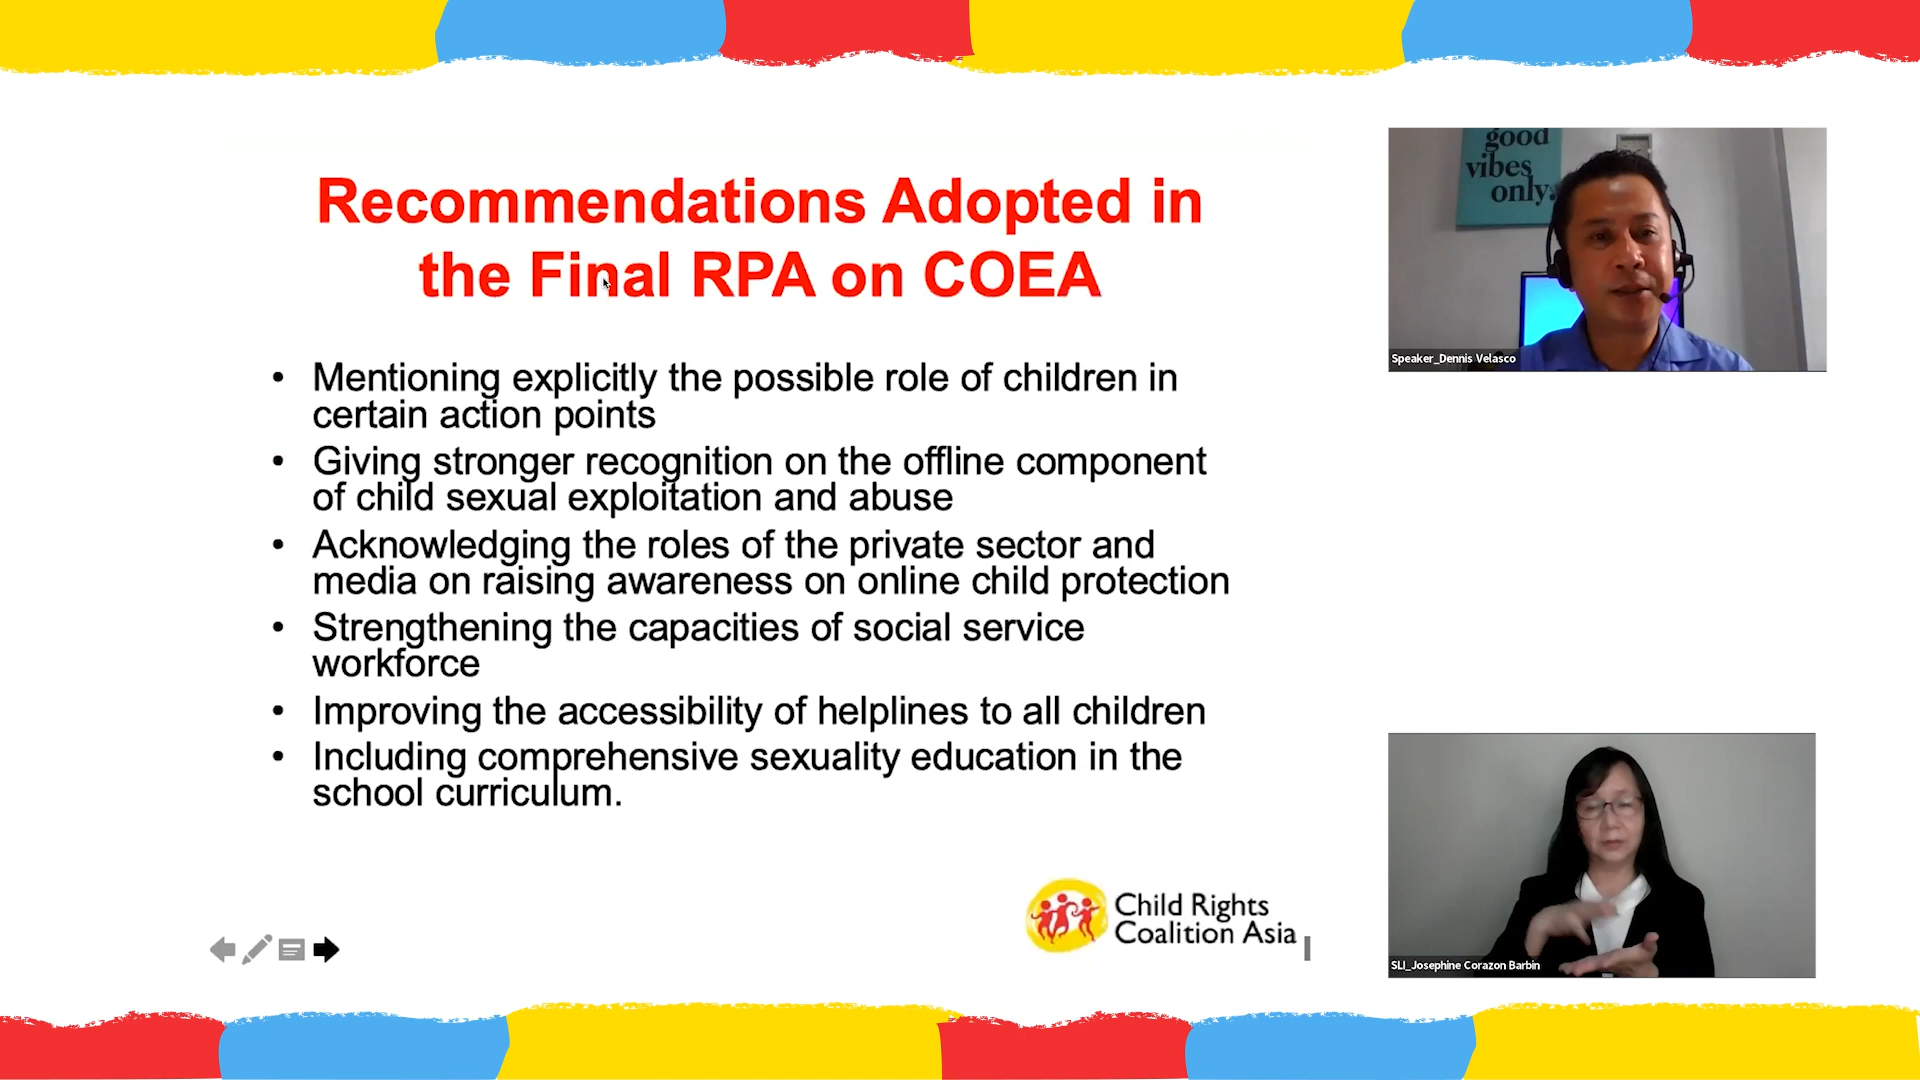 Recommendations Adopted in
the Final RPA on COEA
• Mentioning explicitly the possible role of children in
certain action points
• Giving stronger recognition on the offline component
of child sexual exploitation and abuse
• Acknowledging the roles of the private sector and
media on raising awareness on online child protection
• Strengthening the capacities of social service
workforce
• Improving the accessibility of helplines to all children
• Including comprehensive sexuality education in the
school curriculum.
Child Rights
Coalition Asia
good
vibes
only.
Speaker_Dennis Velasco
SLI_Josephine Corazon Barbin